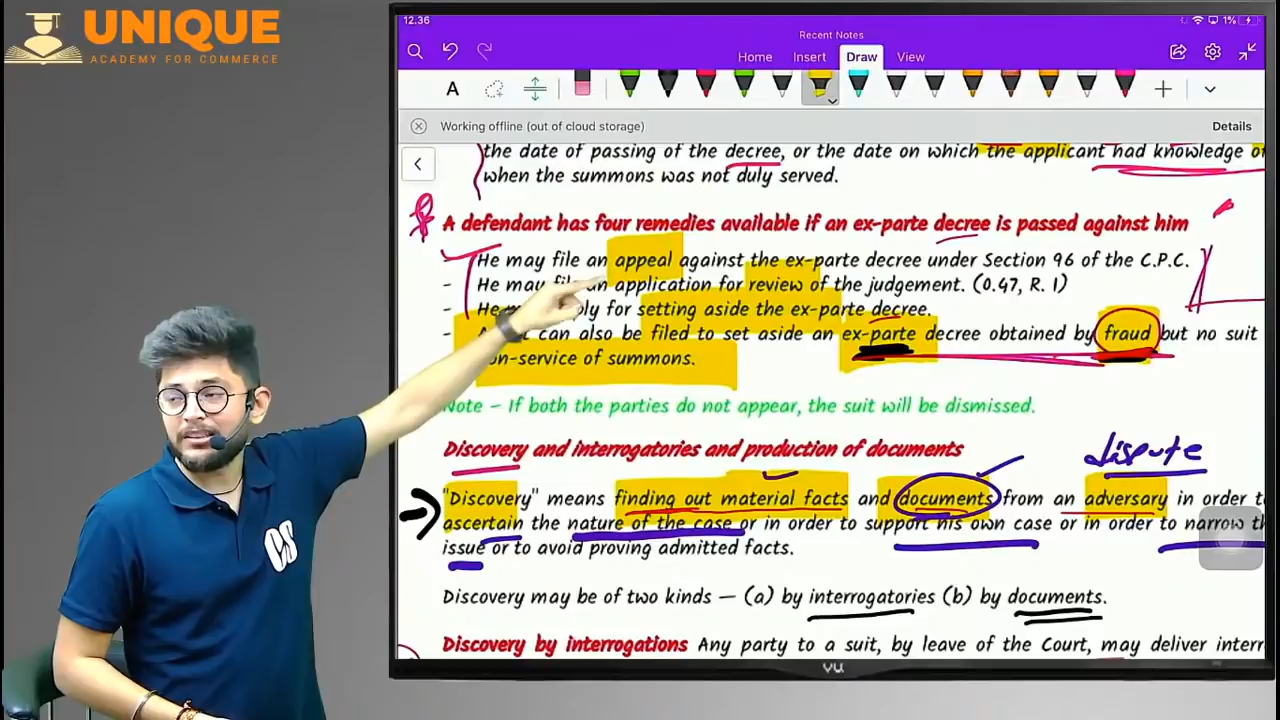 UNIQUE
ACADEMY FOR COMMERCE
12.36
1%
Recent Notes
Home Insert Draw View
A
Working offline (out of cloud storage) Details
the date of passing of the decree, or the date on which the applicant had knowledge
when the summons was not duly served.
A defendant has four remedies available if an ex-parte decree is passed against him
- He may file an appeal against the ex-parte decree under Section 96 of the C.P.C.
- He may file an application for review of the judgement. (0.47, R. 1)
- He for setting aside the ex-parte decree.
can also be filed to set aside an ex-parte decree obtained by fraud but no suit
of summons.
Note – If both the parties do not appear, the suit will be dismissed.
Discovery and interrogatories and production of documents
dispute
"Discovery" means finding out material facts and documents from an adversary in order
ascertain the nature of the case or in order to support his own case or in order to narrow
issue or to avoid proving admitted facts.
Discovery may be of two kinds — (a) by interrogatories (b) by documents.
Discovery by interrogations Any party to a suit, by leave of the Court, may deliver
VU
CS